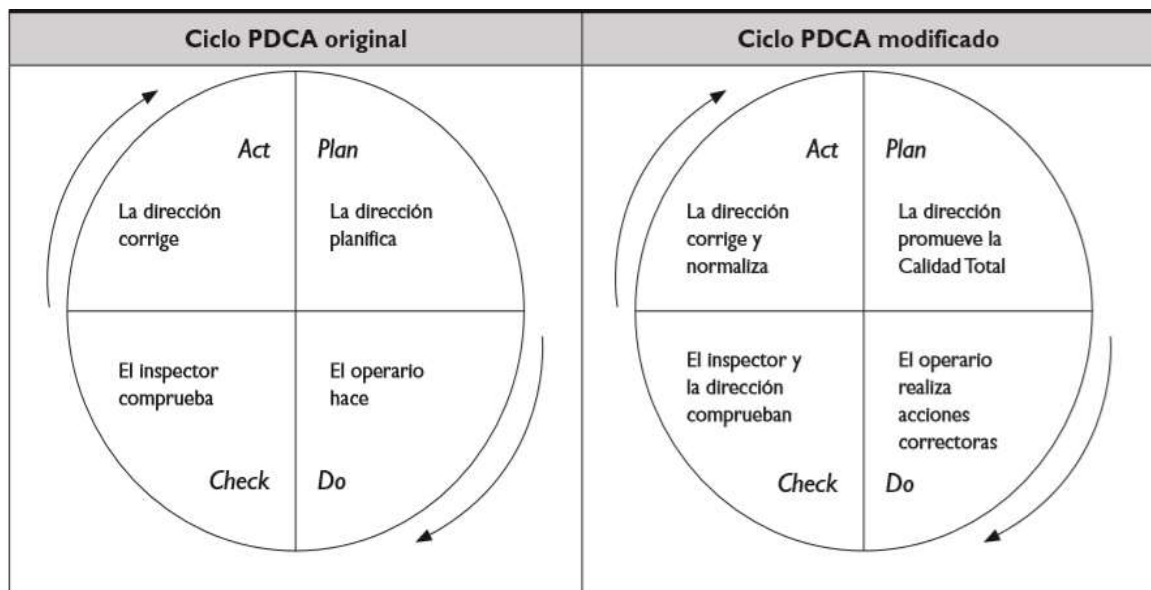 Ciclo PDCA original
Act
Plan
La dirección
corrige
La dirección
planifica
El inspector
comprueba
El operario
hace
Check
Do
Ciclo PDCA modificado
Act
Plan
La dirección
corrige y
normaliza
La dirección
promueve la
Calidad Total
El inspector y
la dirección
comprueban
El operario
realiza
acciones
correctoras
Check
Do